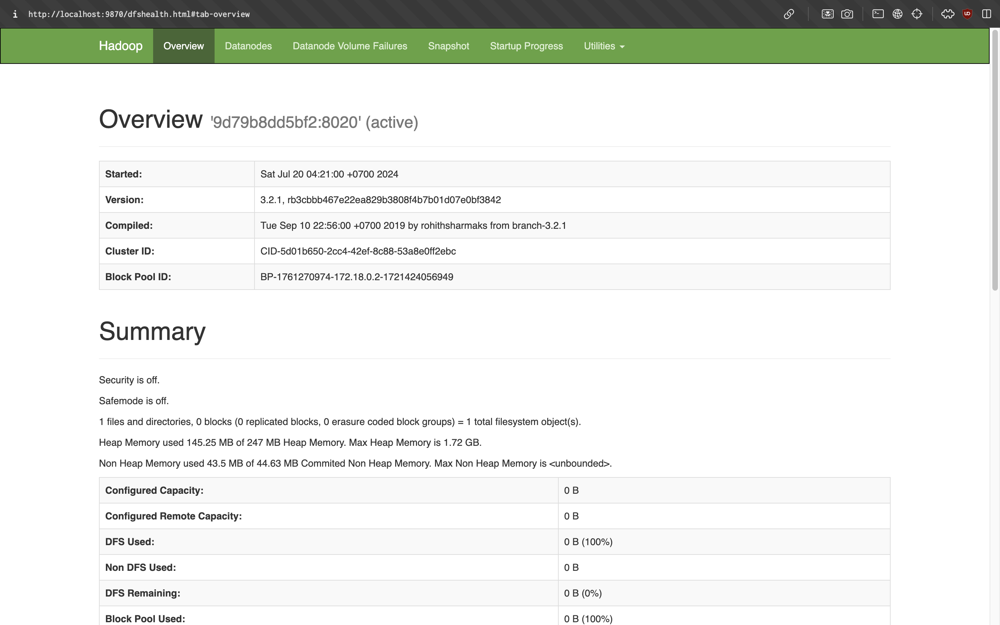 http://localhost:9870/dfshealth.html#tab-overview
Hadoop Overview Datanodes Datanode Volume Failures Snapshot Startup Progress Utilities
Overview '9d79b8dd5bf2:8020' (active)
Started: Sat Jul 20 04:21:00 +0700 2024
Version: 3.2.1, rb3cbbb467e22ea829b3808f4b7b01d07e0bf3842
Compiled: Tue Sep 10 22:56:00 +0700 2019 by rohithsharmaks from branch-3.2.1
Cluster ID: CID-5d01b650-2cc4-42ef-8c88-53a8e0ff2ebc
Block Pool ID: BP-1761270974-172.18.0.2-1721424056949
Summary
Security is off.
Safemode is off.
1 files and directories, 0 blocks (0 replicated blocks, 0 erasure coded block groups) = 1 total filesystem object(s).
Heap Memory used 145.25 MB of 247 MB Heap Memory. Max Heap Memory is 1.72 GB.
Non Heap Memory used 43.5 MB of 44.63 MB Commited Non Heap Memory. Max Non Heap Memory is <unbounded>.
Configured Capacity: 0 B
Configured Remote Capacity: 0 B
DFS Used: 0 B (100%)
Non DFS Used: 0 B
DFS Remaining: 0 B (0%)
Block Pool Used: 0 B (100%)